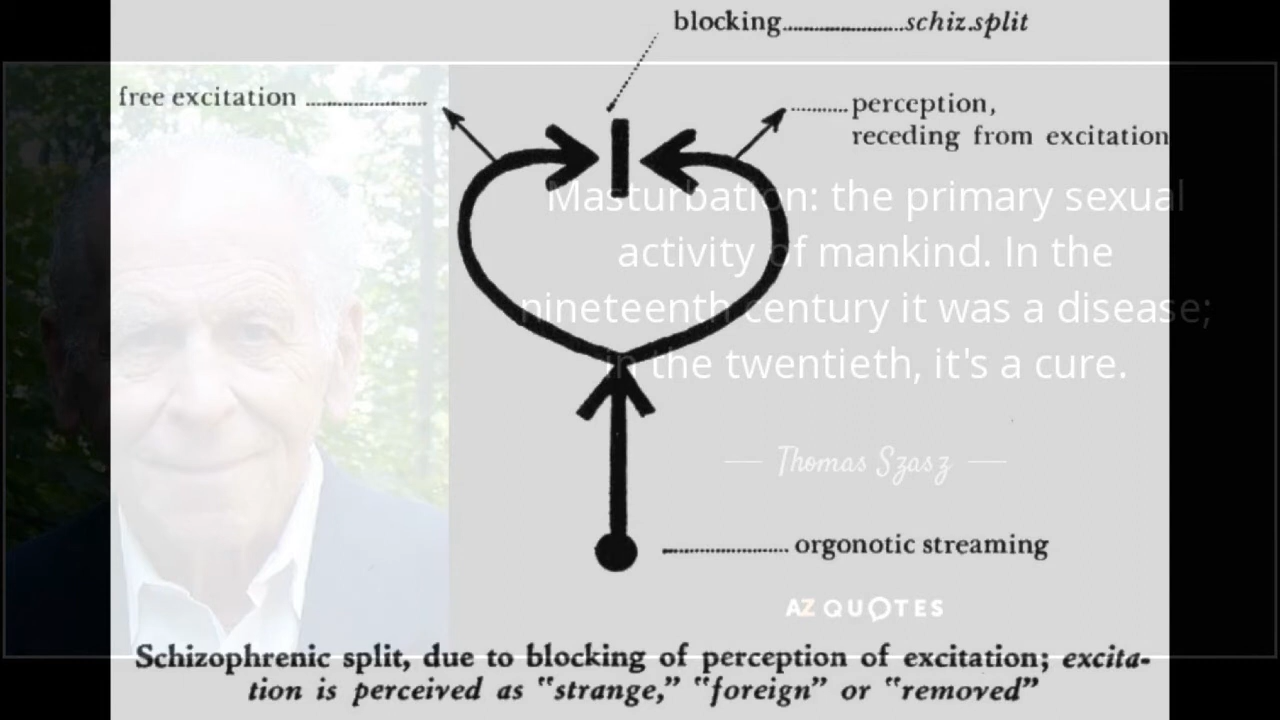 blocking....................schiz.split
free excitation ....................
..........perception,
receding from excitation
Masturbation: the primary sexual
activity of mankind. In the
nineteenth century it was a disease;
in the twentieth, it's a cure.
Thomas Szasz
.................... orgonotic streaming
AZ QUOTES
Schizophrenic split, due to blocking of perception of excitation; excita-
tion is perceived as "strange," "foreign" or "removed"